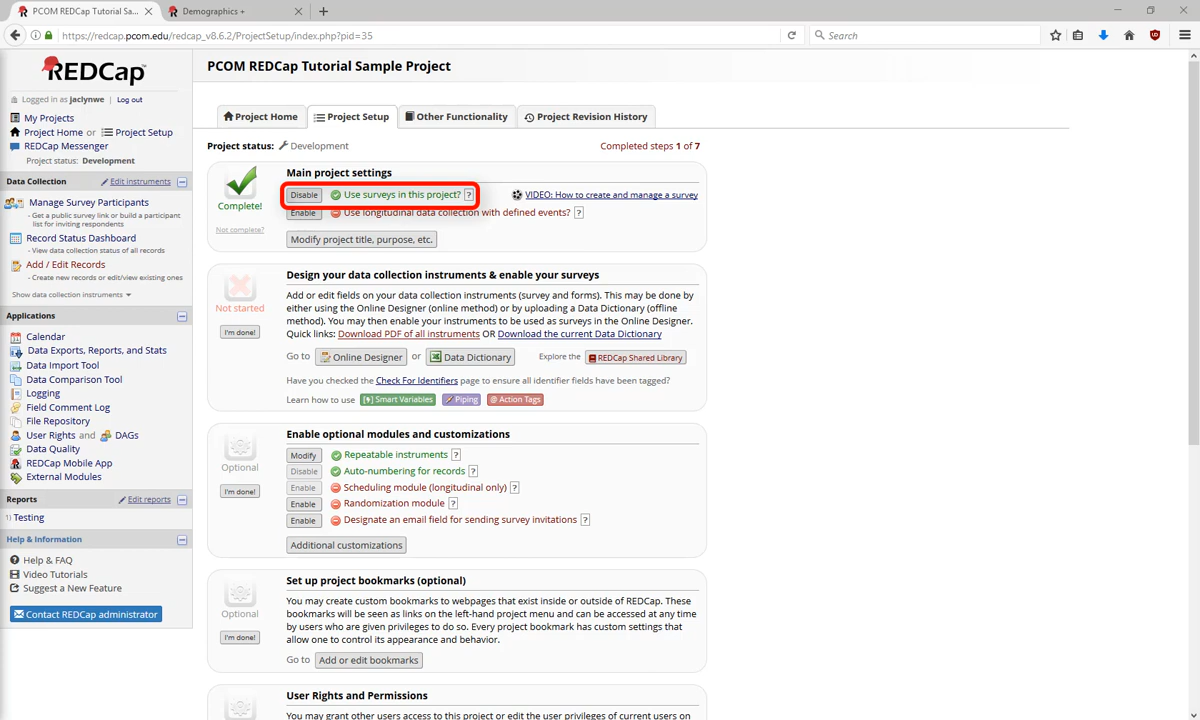 PCOM REDCap Tutorial Sa...
Demographics +
https://redcap.pcom.edu/redcap_v8.6.2/ProjectSetup/index.php?pid=35
Search
REDCap
Logged in as jaclynwe | Log out
My Projects
Project Home or Project Setup
REDCap Messenger
Project status: Development
Data Collection Edit instruments
Manage Survey Participants
- Get a public survey link or build a participant
list for inviting respondents
Record Status Dashboard
- View data collection status of all records
Add / Edit Records
- Create new records or edit/view existing ones
Show data collection instruments
Applications
Calendar
Data Exports, Reports, and Stats
Data Import Tool
Data Comparison Tool
Logging
Field Comment Log
File Repository
User Rights and DAGs
Data Quality
REDCap Mobile App
External Modules
Reports Edit reports
1) Testing
Help & Information
Help & FAQ
Video Tutorials
Suggest a New Feature
Contact REDCap administrator
PCOM REDCap Tutorial Sample Project
Project Home
Project Setup
Other Functionality
Project Revision History
Project status: Development
Completed steps 1 of 7
Complete!
Not complete?
Main project settings
Disable Use surveys in this project? ?
VIDEO: How to create and manage a survey
Enable Use longitudinal data collection with defined events? ?
Modify project title, purpose, etc.
Not started
I'm done!
Design your data collection instruments & enable your surveys
Add or edit fields on your data collection instruments (survey and forms). This may be done by
either using the Online Designer (online method) or by uploading a Data Dictionary (offline
method). You may then enable your instruments to be used as surveys in the Online Designer.
Quick links: Download PDF of all instruments OR Download the current Data Dictionary
Go to Online Designer or Data Dictionary Explore the REDCap Shared Library
Have you checked the Check For Identifiers page to ensure all identifier fields have been tagged?
Learn how to use Smart Variables Piping @ Action Tags
Optional
I'm done!
Enable optional modules and customizations
Modify Repeatable instruments ?
Disable Auto-numbering for records ?
Enable Scheduling module (longitudinal only) ?
Enable Randomization module ?
Enable Designate an email field for sending survey invitations ?
Additional customizations
Optional
I'm done!
Set up project bookmarks (optional)
You may create custom bookmarks to webpages that exist inside or outside of REDCap. These
bookmarks will be seen as links on the left-hand project menu and can be accessed at any time
by users who are given privileges to do so. Every project bookmark has custom settings that
allow one to control its appearance and behavior.
Go to Add or edit bookmarks
User Rights and Permissions
You may grant other users access to this project or edit the user privileges of current users on